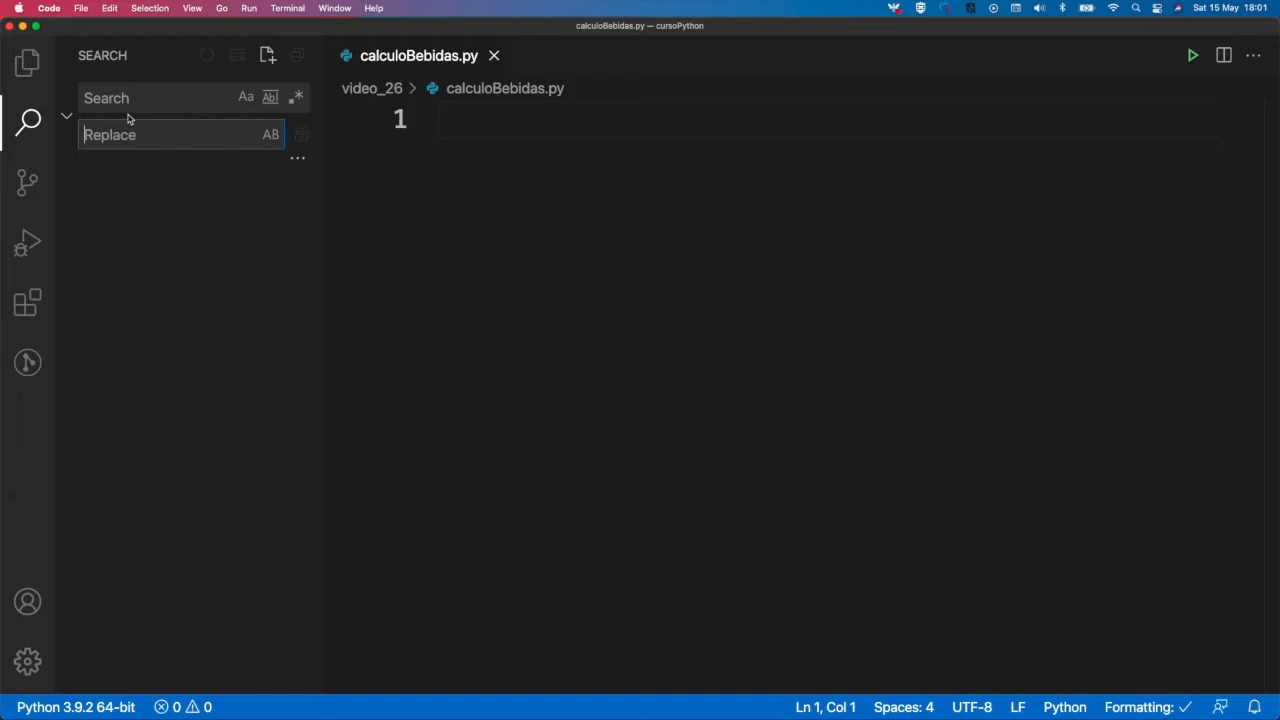 Code File Edit Selection View Go Run Terminal Window Help Sat 15 May 18:01
calculoBebidas.py — cursoPython
SEARCH
calculoBebidas.py
Search Aa Abl .*
Replace AB
video_26 > calculoBebidas.py
1
Python 3.9.2 64-bit 0 0 Ln 1, Col 1 Spaces: 4 UTF-8 LF Python Formatting: ✓